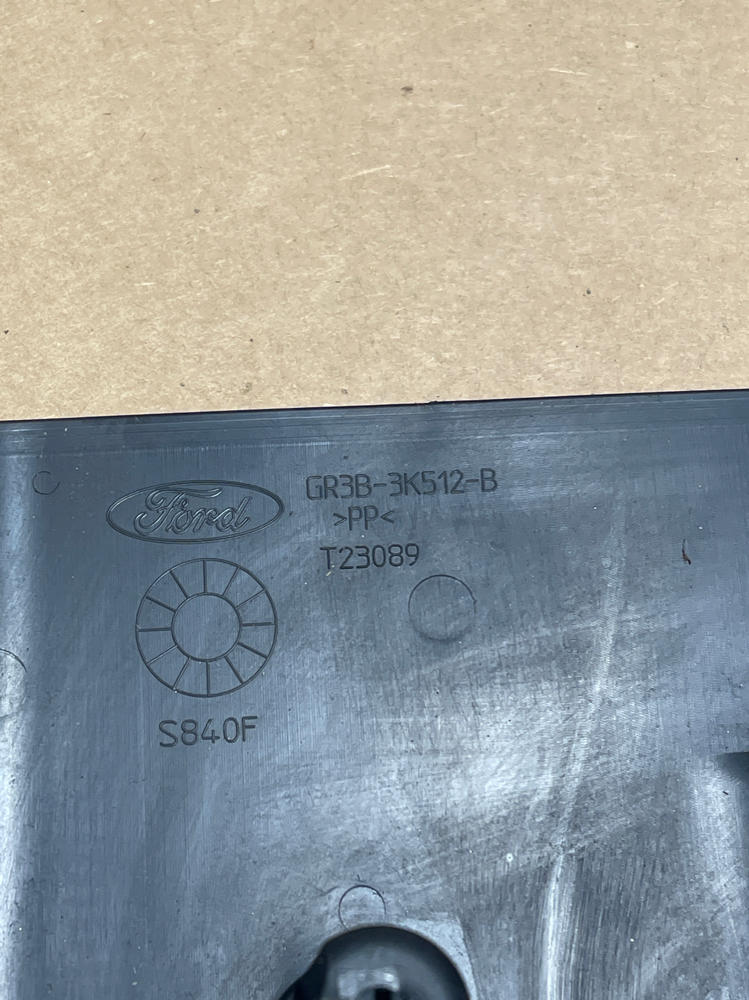 Ford
GR3B-3K512-B
>PP<
T23089
S840F